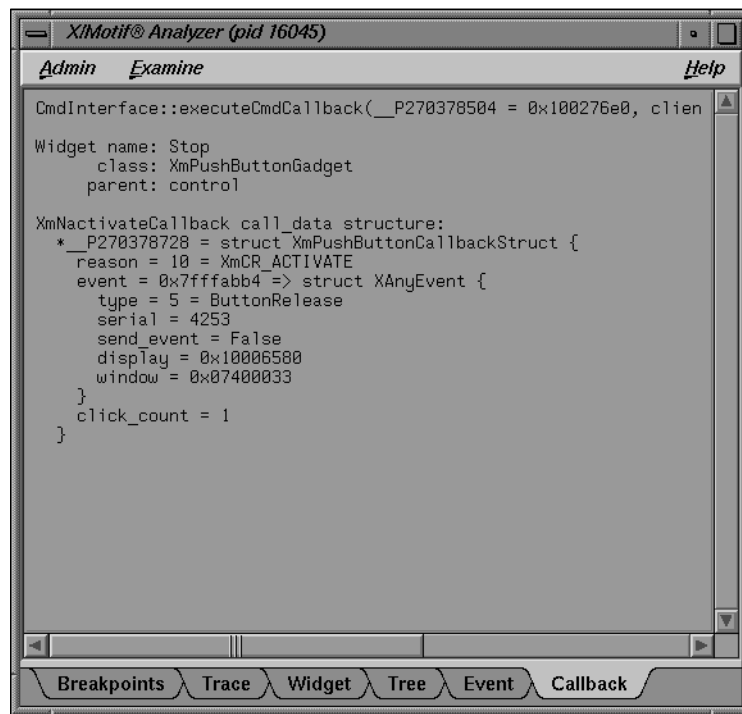 X/Motif® Analyzer (pid 16045)
Admin Examine Help
CmdInterface::executeCmdCallback(__P270378504 = 0x100276e0, clien
Widget name: Stop
class: XmPushButtonGadget
parent: control
XmNactivateCallback call_data structure:
*__P270378728 = struct XmPushButtonCallbackStruct {
reason = 10 = XmCR_ACTIVATE
event = 0x7fffabb4 => struct XAnyEvent {
type = 5 = ButtonRelease
serial = 4253
send_event = False
display = 0x10006580
window = 0x07400033
}
click_count = 1
}
Breakpoints Trace Widget Tree Event Callback